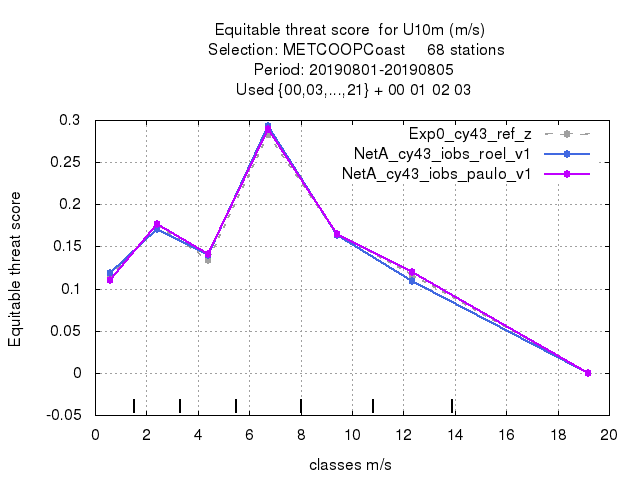 Equitable threat score  for U10m (m/s)
Selection: METCOOPCoast     68 stations
Period: 20190801-20190805
Used {00,03,...,21} + 00 01 02 03
Exp0_cy43_ref_z
NetA_cy43_iobs_roel_v1
NetA_cy43_iobs_paulo_v1
Equitable threat score
0.3
0.25
0.2
0.15
0.1
0.05
0
-0.05
0 2 4 6 8 10 12 14 16 18 20
classes m/s